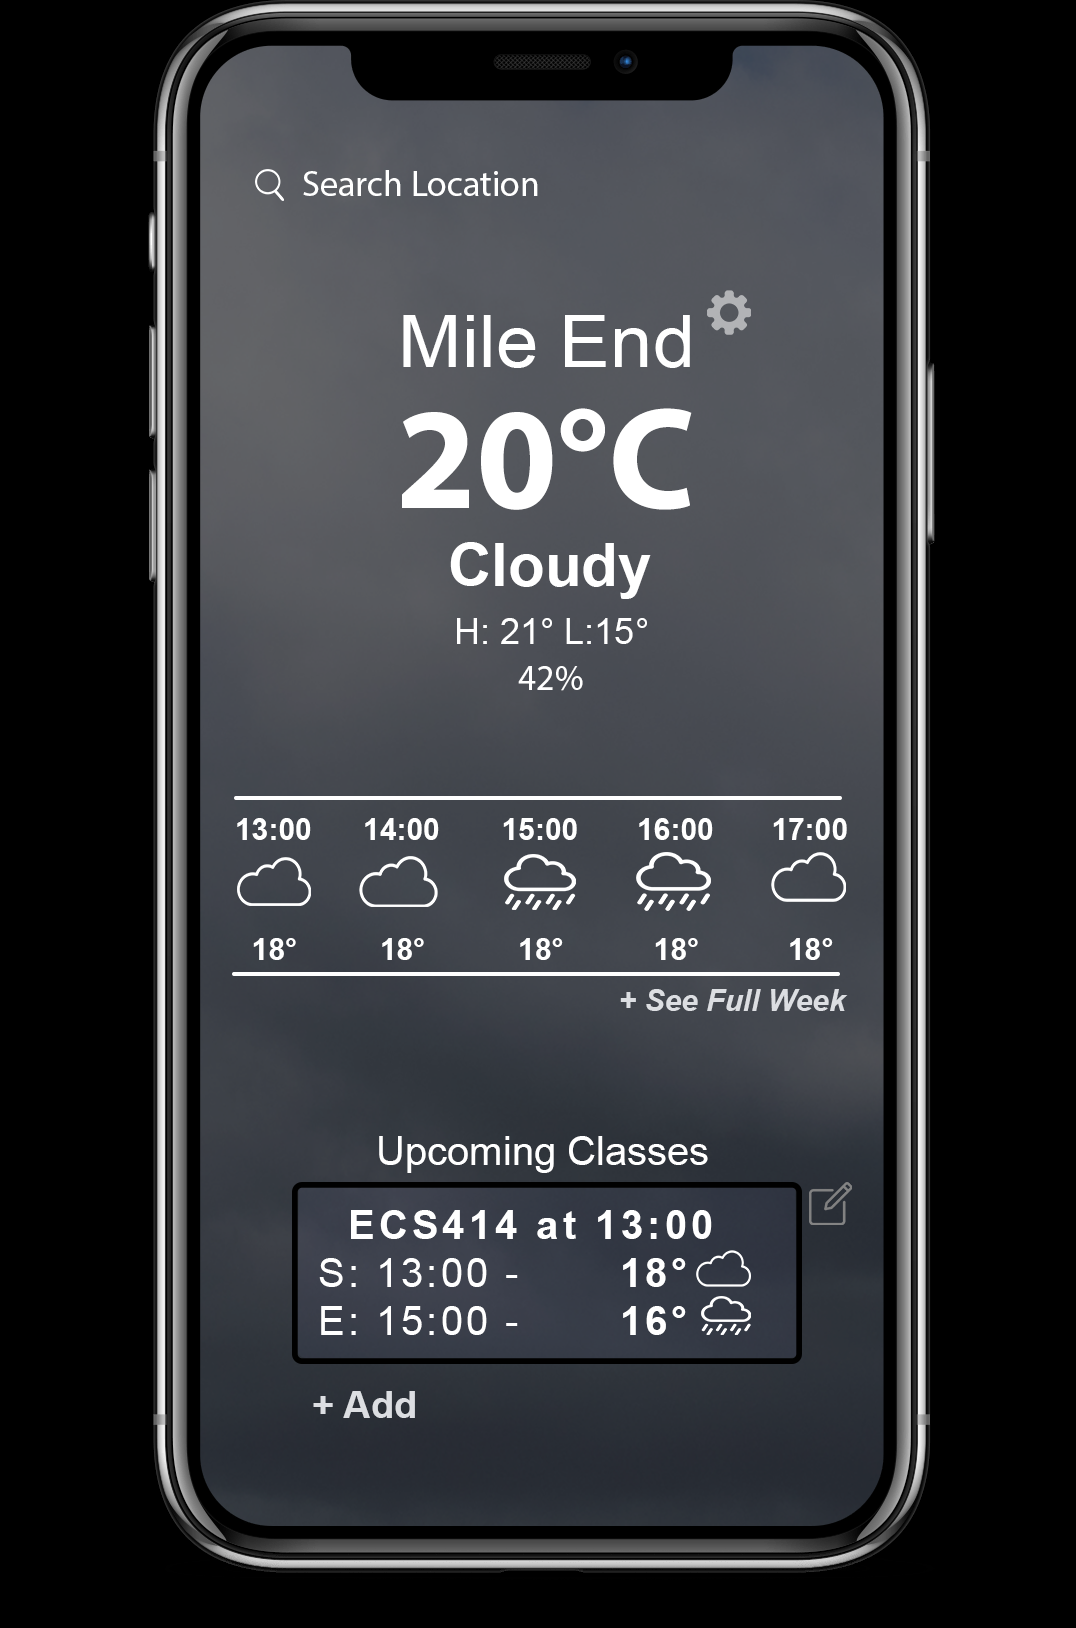 Search Location
Mile End
20°C
Cloudy
H: 21° L:15°
42%
13:00 14:00 15:00 16:00 17:00
18° 18° 18° 18° 18°
+ See Full Week
Upcoming Classes
ECS414 at 13:00
S: 13:00 - 18°
E: 15:00 - 16°
+ Add